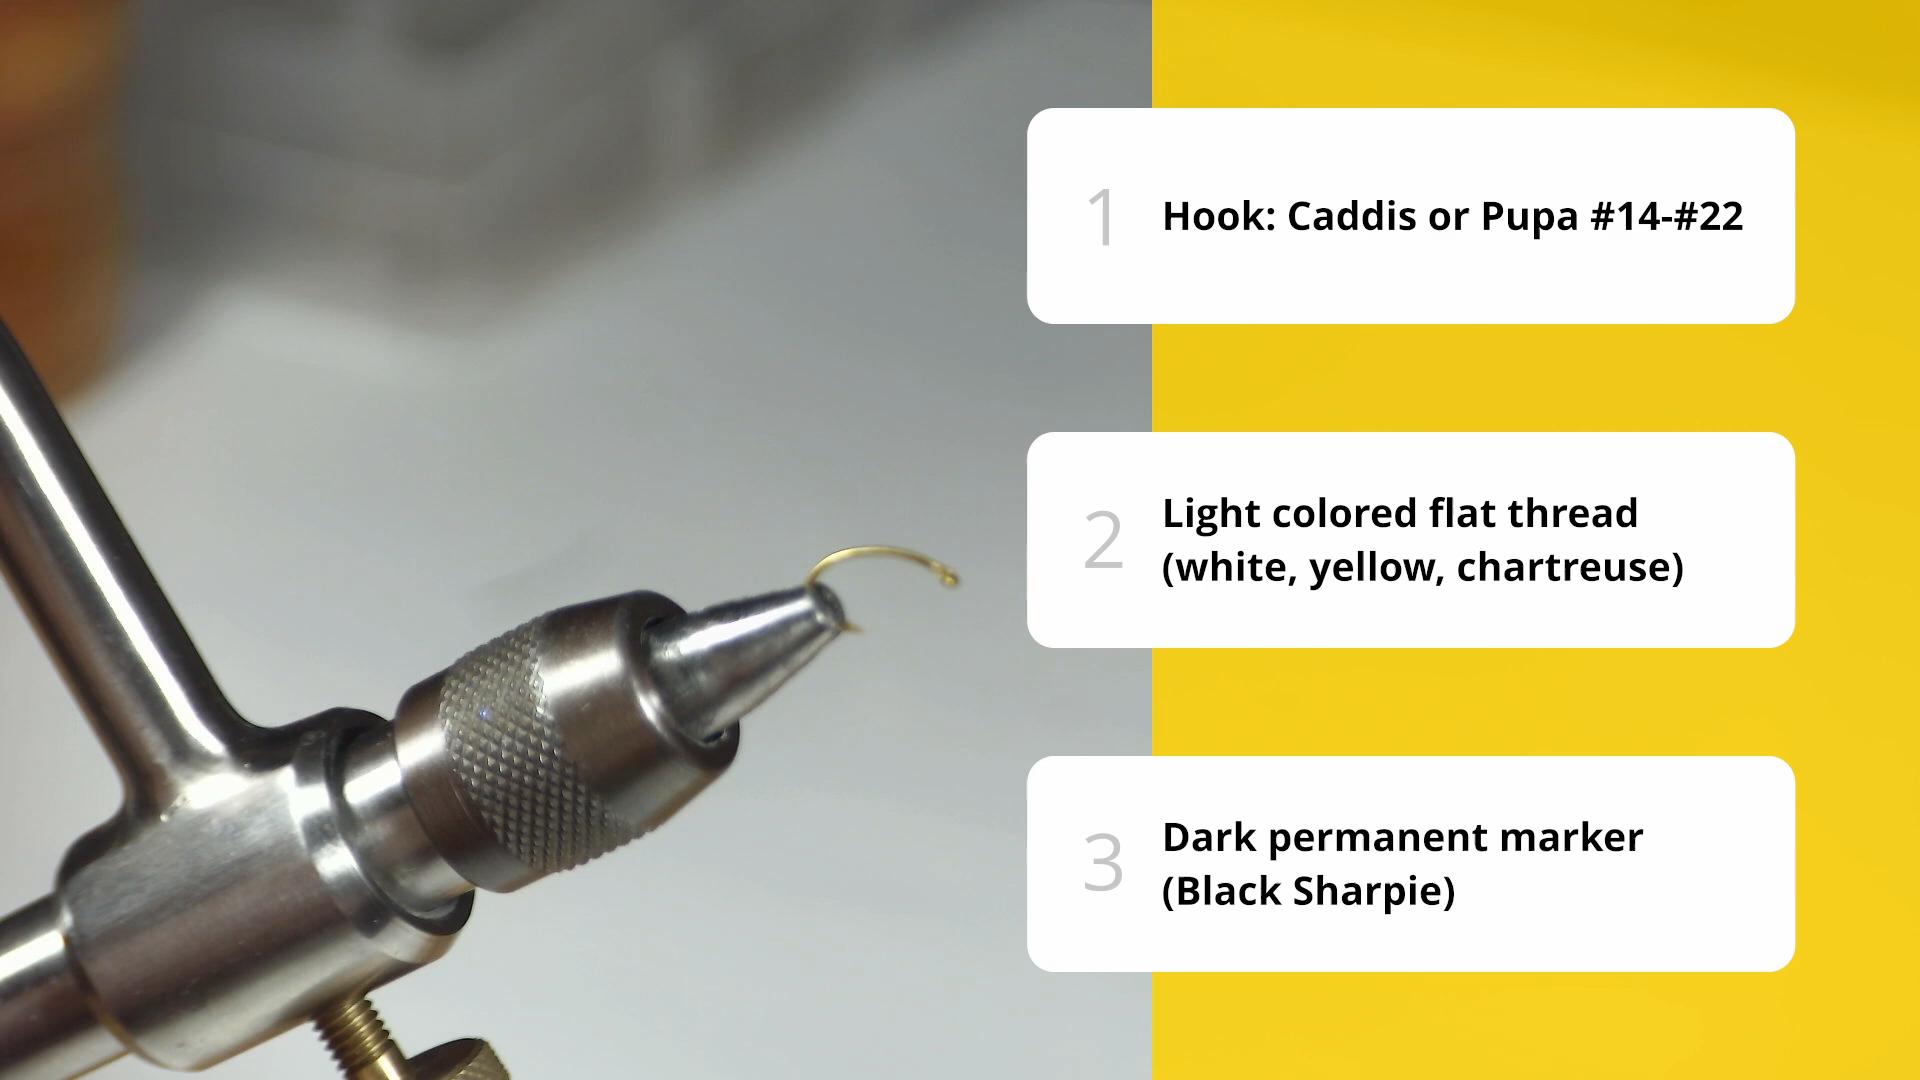 1
Hook: Caddis or Pupa #14-#22
2
Light colored flat thread
(white, yellow, chartreuse)
3
Dark permanent marker
(Black Sharpie)